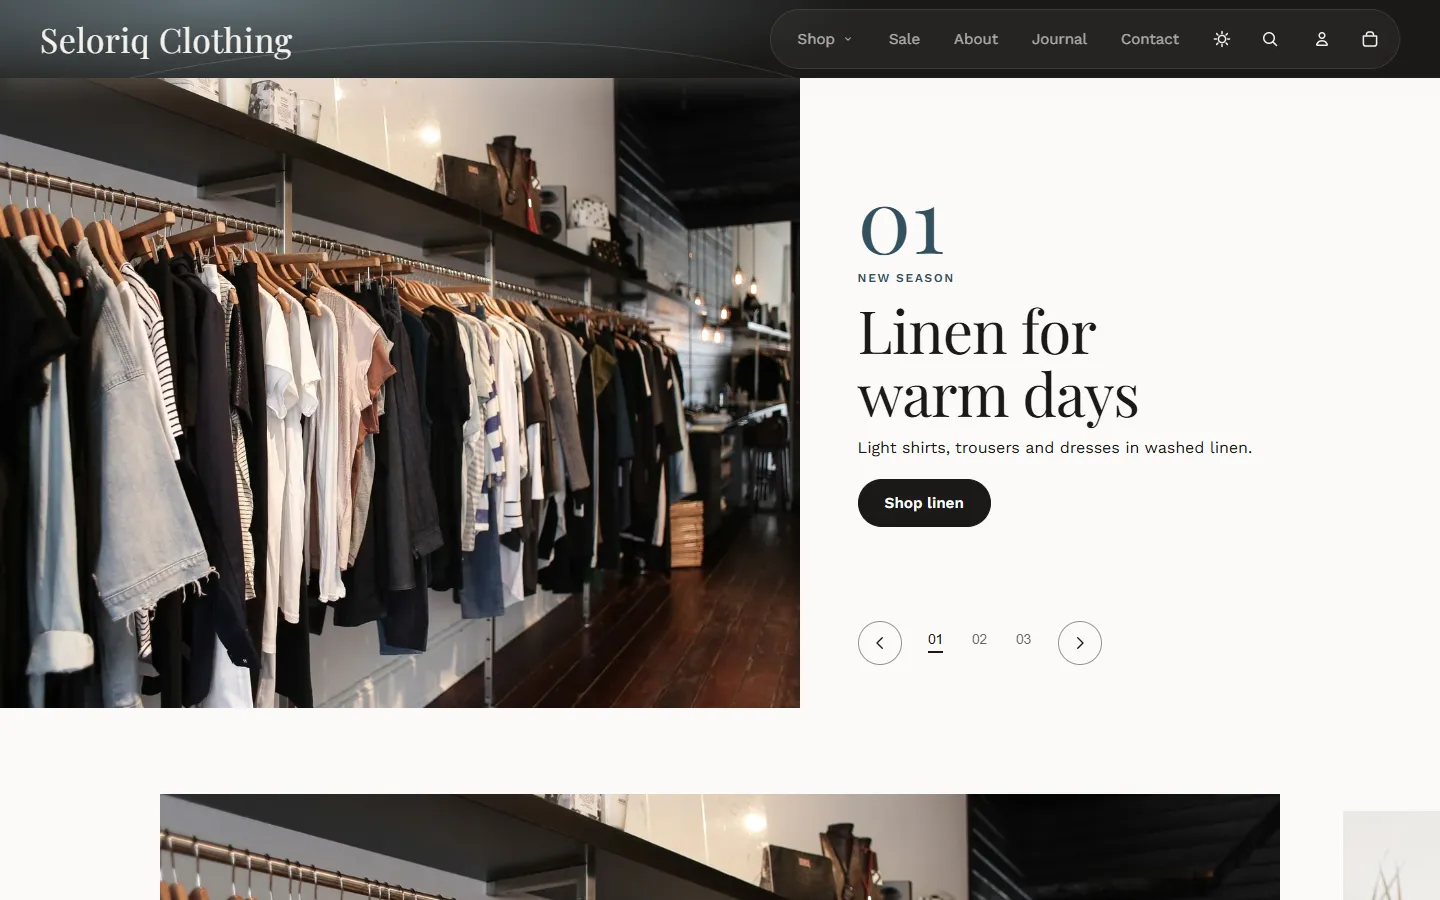 Seloriq Clothing
Shop
Sale
About
Journal
Contact
01
NEW SEASON
Linen for
warm days
Light shirts, trousers and dresses in washed linen.
Shop linen
01
02
03